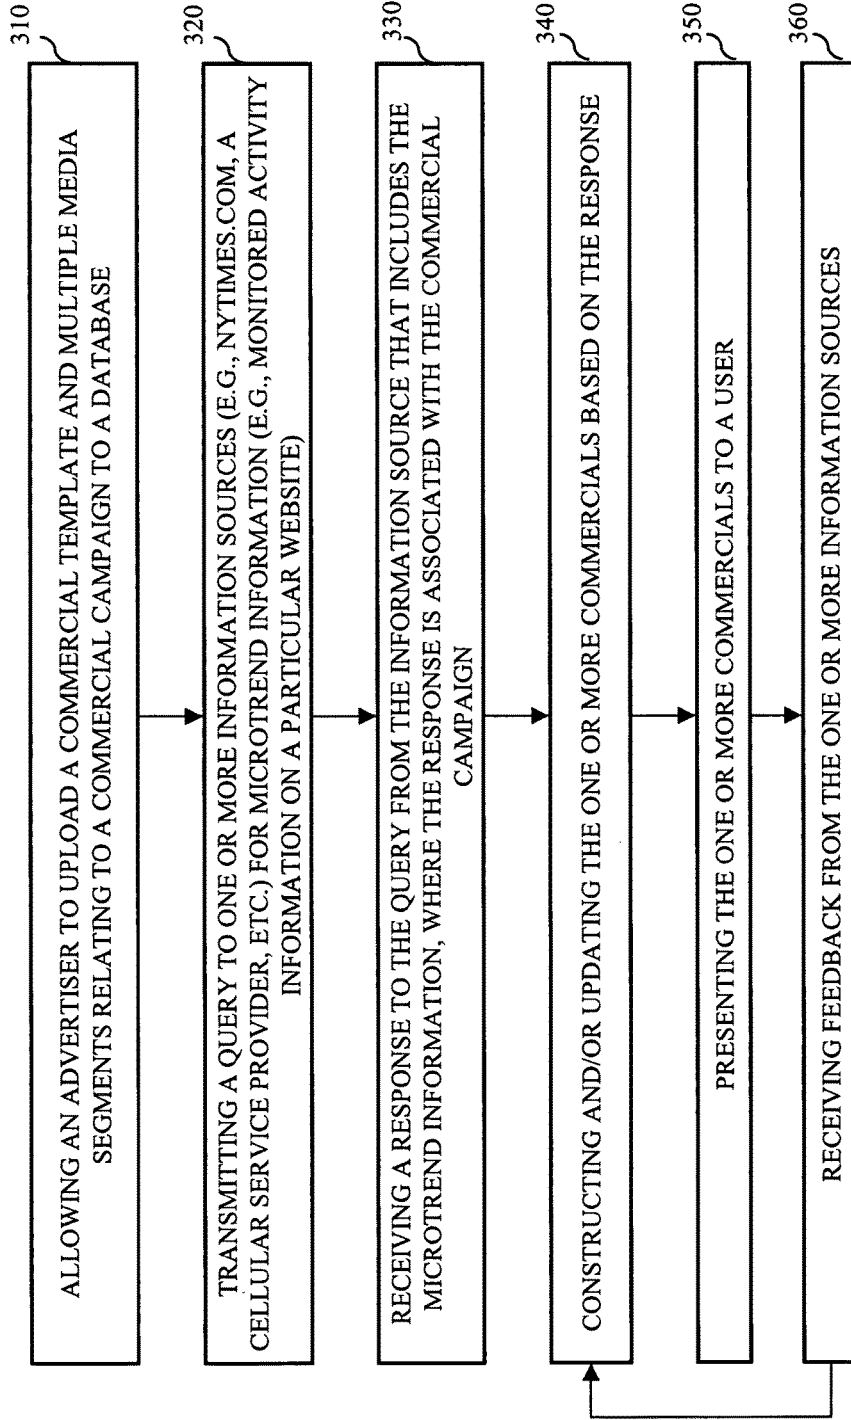 310
ALLOWING AN ADVERTISER TO UPLOAD A COMMERCIAL TEMPLATE AND MULTIPLE MEDIA
SEGMENTS RELATING TO A COMMERCIAL CAMPAIGN TO A DATABASE
320
TRANSMITTING A QUERY TO ONE OR MORE INFORMATION SOURCES (E.G., NYTIMES.COM, A
CELLULAR SERVICE PROVIDER, ETC.) FOR MICROTREND INFORMATION (E.G., MONITORED ACTIVITY
INFORMATION ON A PARTICULAR WEBSITE)
330
RECEIVING A RESPONSE TO THE QUERY FROM THE INFORMATION SOURCE THAT INCLUDES THE
MICROTREND INFORMATION, WHERE THE RESPONSE IS ASSOCIATED WITH THE COMMERCIAL
CAMPAIGN
340
CONSTRUCTING AND/OR UPDATING THE ONE OR MORE COMMERCIALS BASED ON THE RESPONSE
350
PRESENTING THE ONE OR MORE COMMERCIALS TO A USER
360
RECEIVING FEEDBACK FROM THE ONE OR MORE INFORMATION SOURCES